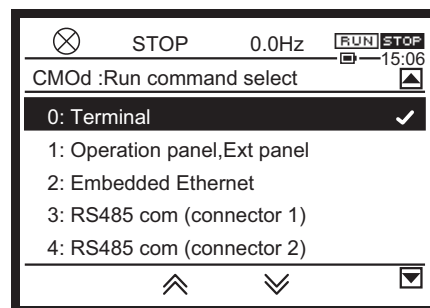 STOP 0.0Hz RUN STOP
15:06
CMOd :Run command select
0: Terminal
1: Operation panel,Ext panel
2: Embedded Ethernet
3: RS485 com (connector 1)
4: RS485 com (connector 2)